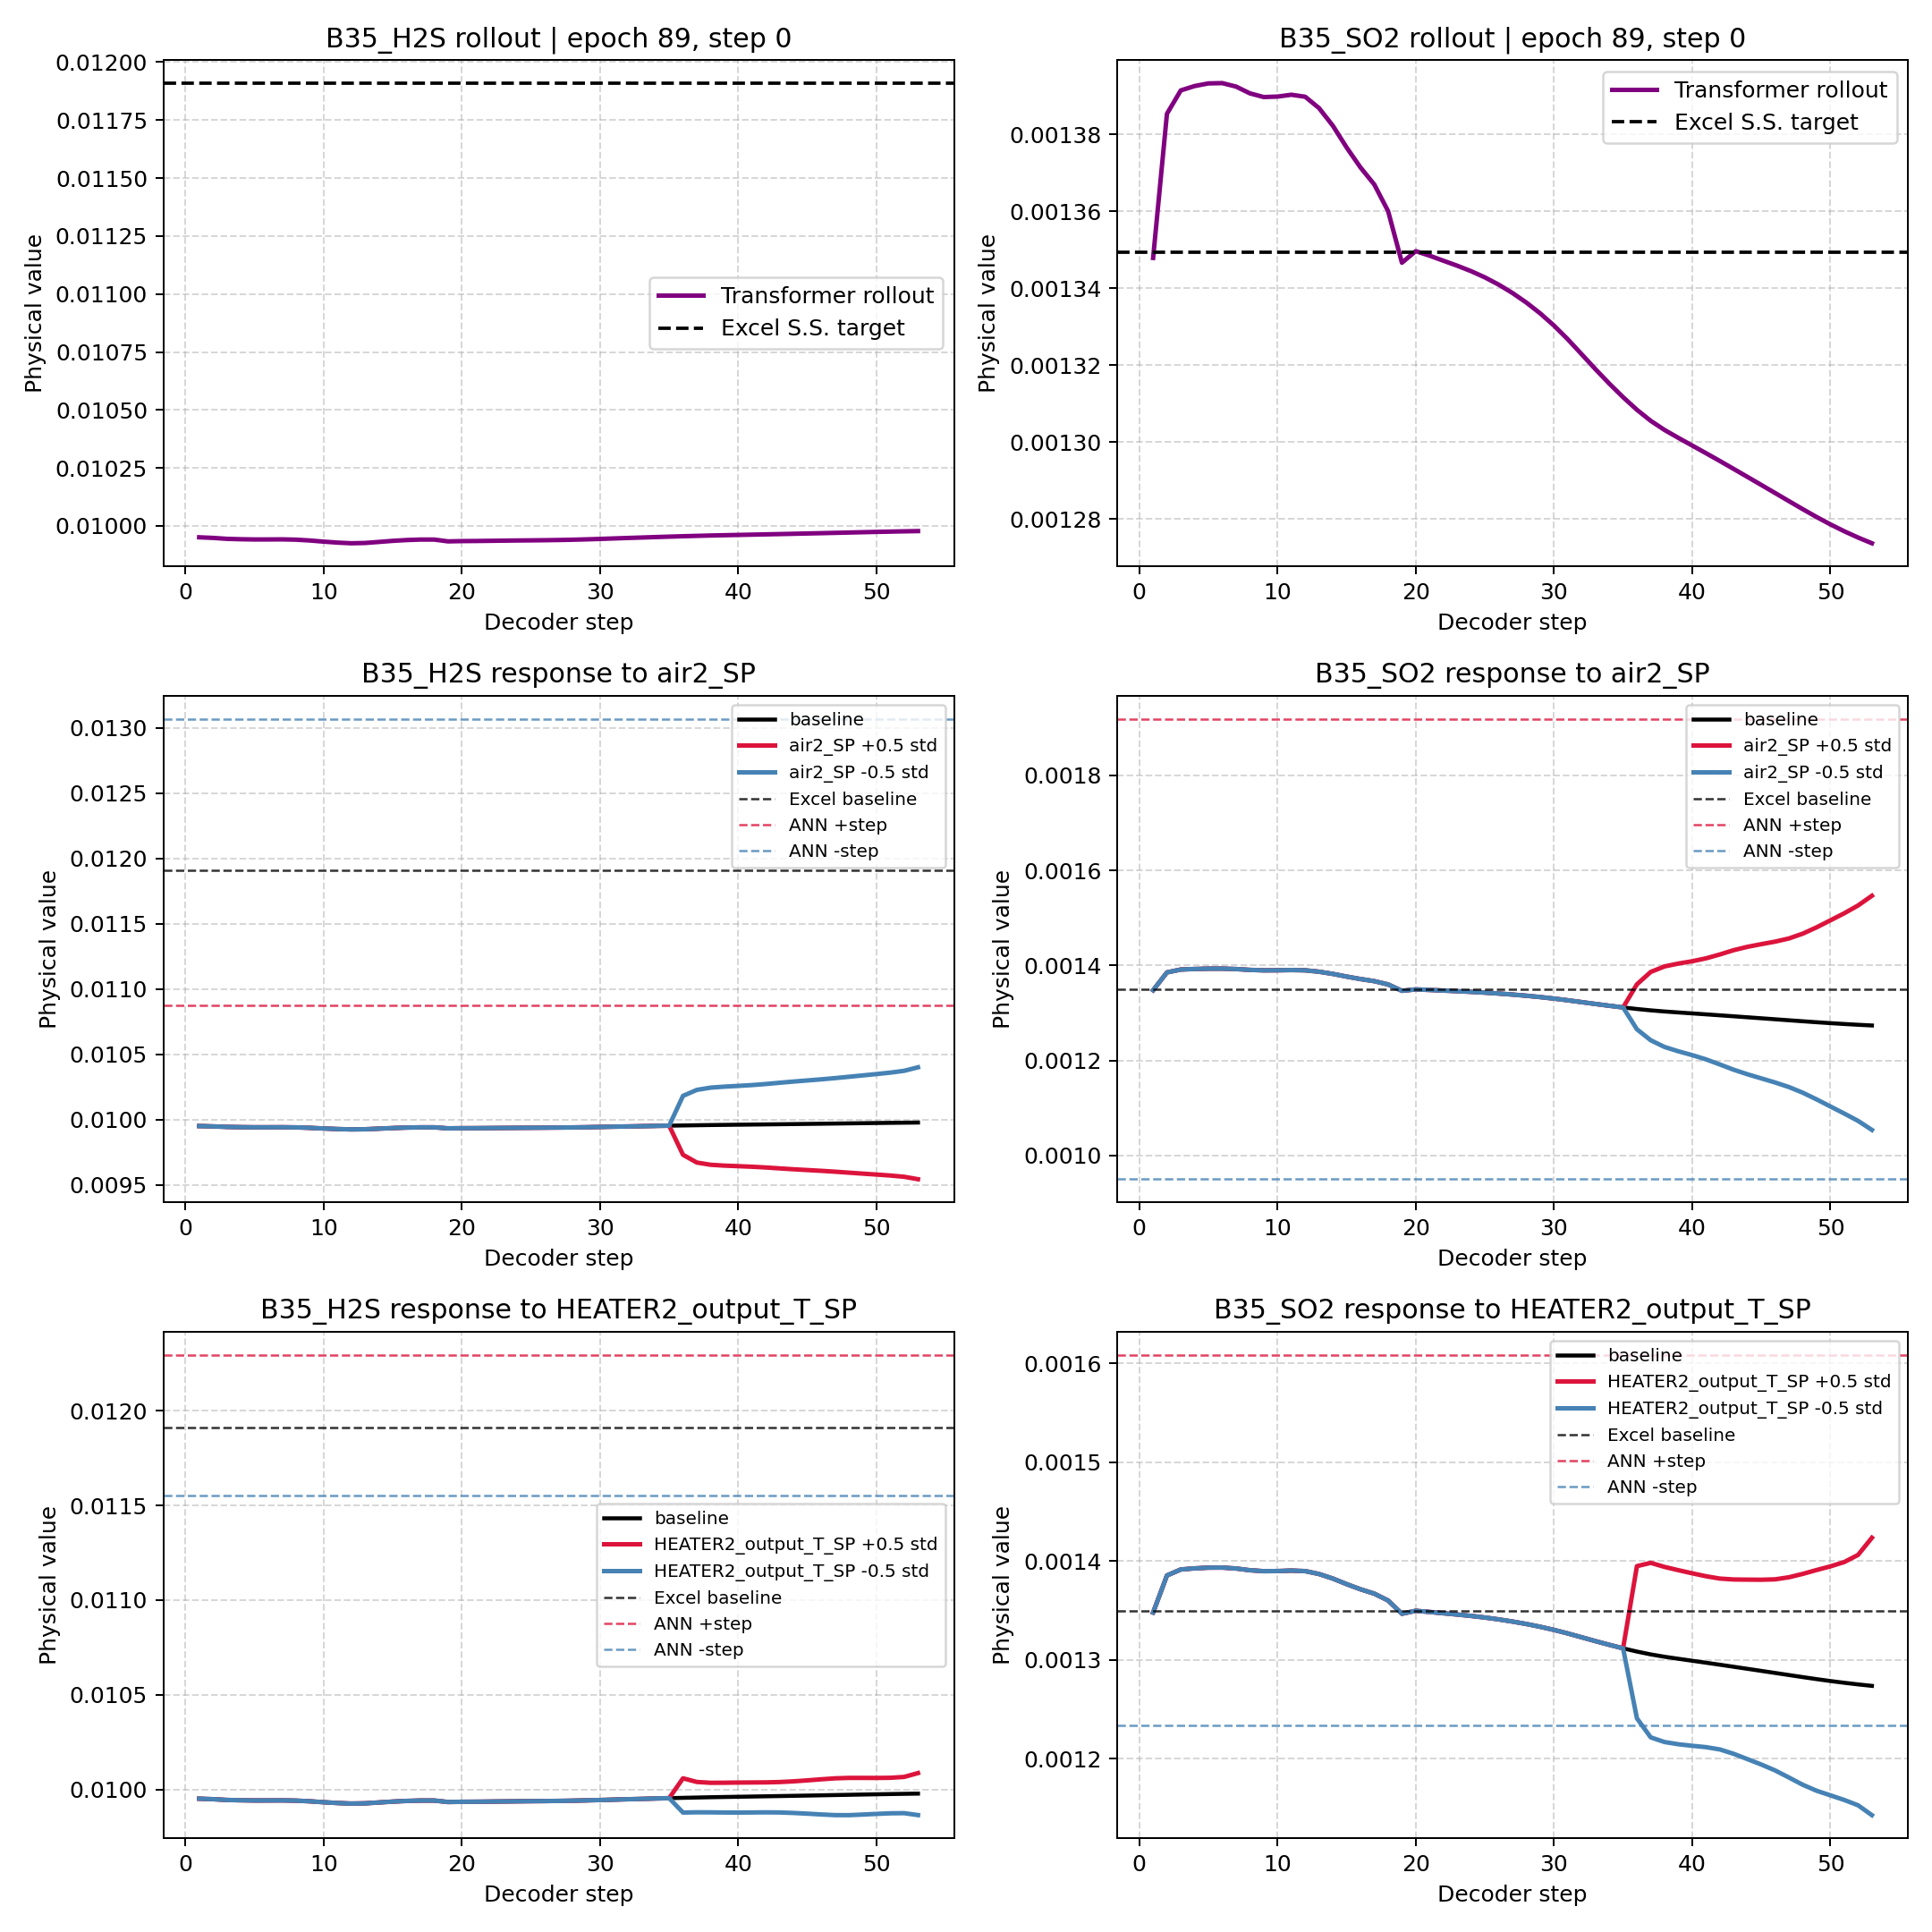 B35_H2S rollout | epoch 89, step 0
0.01200
0.01175
0.01150
0.01125
0.01100
0.01075
0.01050
0.01025
0.01000
Physical value
Transformer rollout
Excel S.S. target
0 10 20 30 40 50
Decoder step
B35_SO2 rollout | epoch 89, step 0
0.00138
0.00136
0.00134
0.00132
0.00130
0.00128
Physical value
Transformer rollout
Excel S.S. target
0 10 20 30 40 50
Decoder step
B35_H2S response to air2_SP
0.0130
0.0125
0.0120
0.0115
0.0110
0.0105
0.0100
0.0095
Physical value
baseline
air2_SP +0.5 std
air2_SP -0.5 std
Excel baseline
ANN +step
ANN -step
0 10 20 30 40 50
Decoder step
B35_SO2 response to air2_SP
0.0018
0.0016
0.0014
0.0012
0.0010
Physical value
baseline
air2_SP +0.5 std
air2_SP -0.5 std
Excel baseline
ANN +step
ANN -step
0 10 20 30 40 50
Decoder step
B35_H2S response to HEATER2_output_T_SP
0.0120
0.0115
0.0110
0.0105
0.0100
Physical value
baseline
HEATER2_output_T_SP +0.5 std
HEATER2_output_T_SP -0.5 std
Excel baseline
ANN +step
ANN -step
0 10 20 30 40 50
Decoder step
B35_SO2 response to HEATER2_output_T_SP
0.0016
0.0015
0.0014
0.0013
0.0012
Physical value
baseline
HEATER2_output_T_SP +0.5 std
HEATER2_output_T_SP -0.5 std
Excel baseline
ANN +step
ANN -step
0 10 20 30 40 50
Decoder step